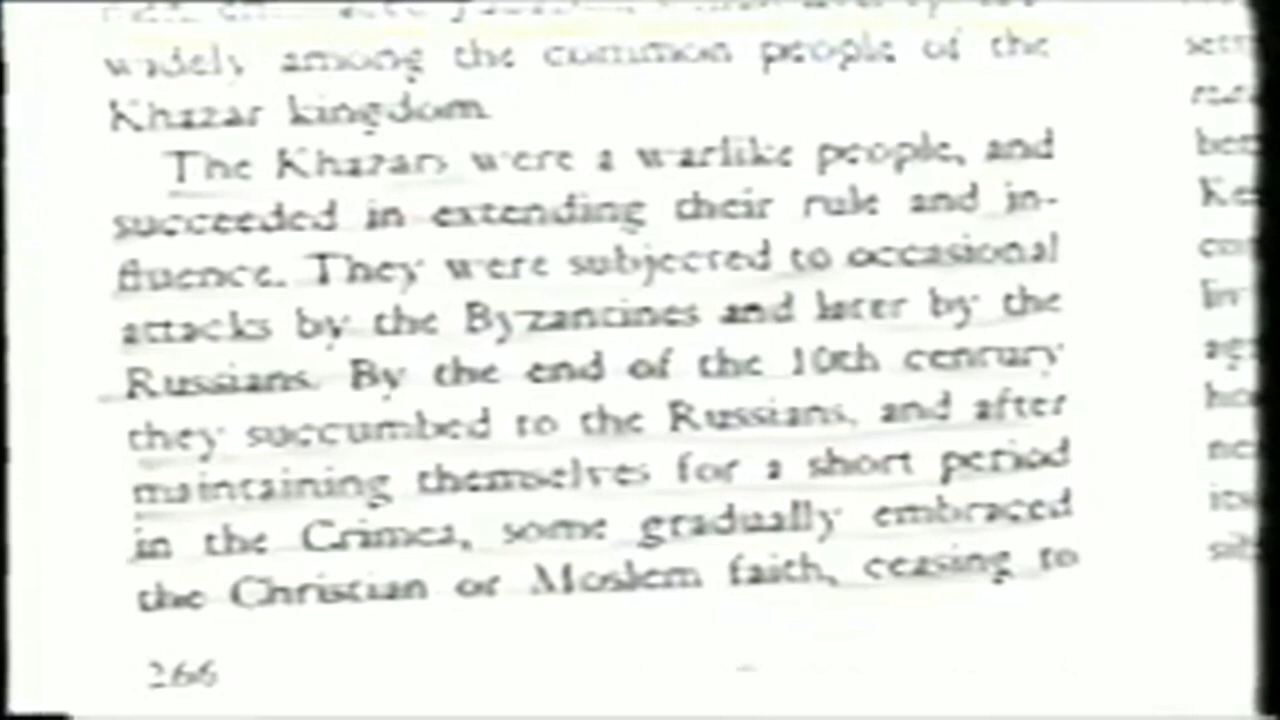 widely among the common people of the
Khazar kingdom.
The Khazars were a warlike people, and
succeeded in extending their rule and in-
fluence. They were subjected to occasional
attacks by the Byzantines and later by the
Russians. By the end of the 10th century
they succumbed to the Russians, and after
maintaining themselves for a short period
in the Crimea, some gradually embraced
the Christian or Moslem faith, ceasing to
266